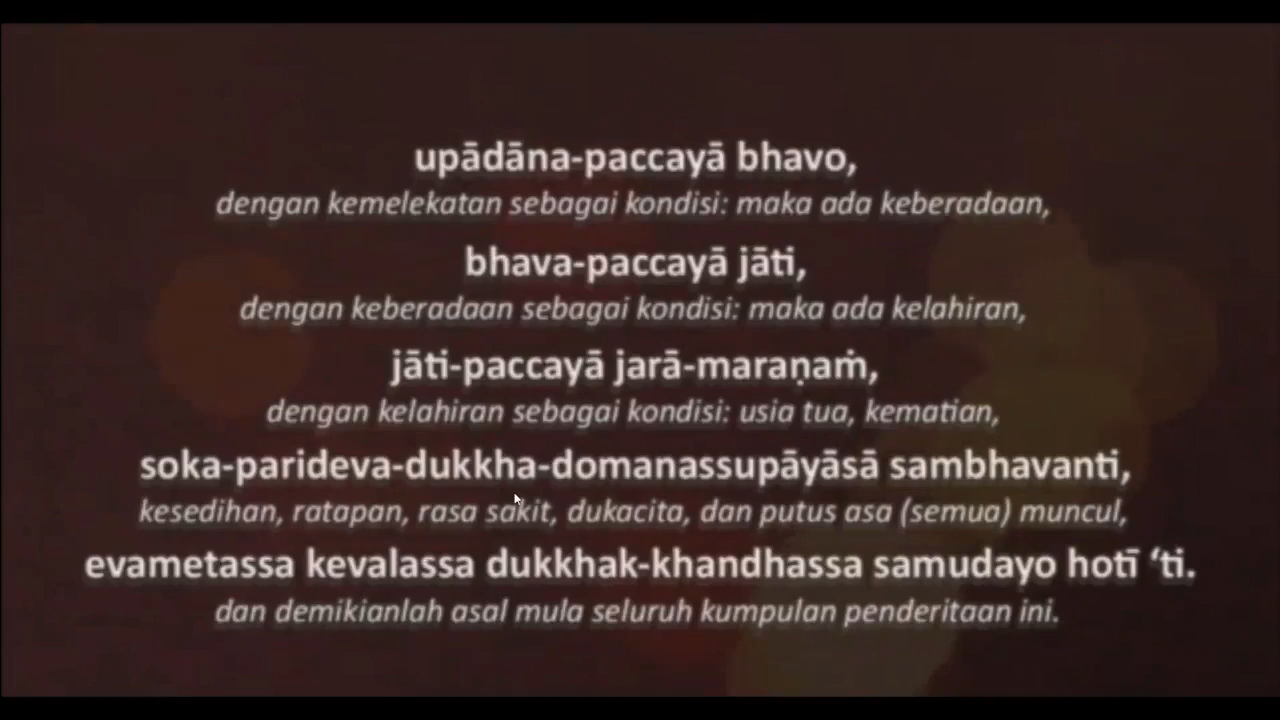 upādāna-paccayā bhavo,
dengan kemelekatan sebagai kondisi: maka ada keberadaan,
bhava-paccayā jāti,
dengan keberadaan sebagai kondisi: maka ada kelahiran,
jāti-paccayā jarā-maraṇaṁ,
dengan kelahiran sebagai kondisi: usia tua, kematian,
soka-parideva-dukkha-domanassupāyāsā sambhavanti,
kesedihan, ratapan, rasa sakit, dukacita, dan putus asa (semua) muncul,
evametassa kevalassa dukkhak-khandhassa samudayo hotī ‘ti.
dan demikianlah asal mula seluruh kumpulan penderitaan ini.